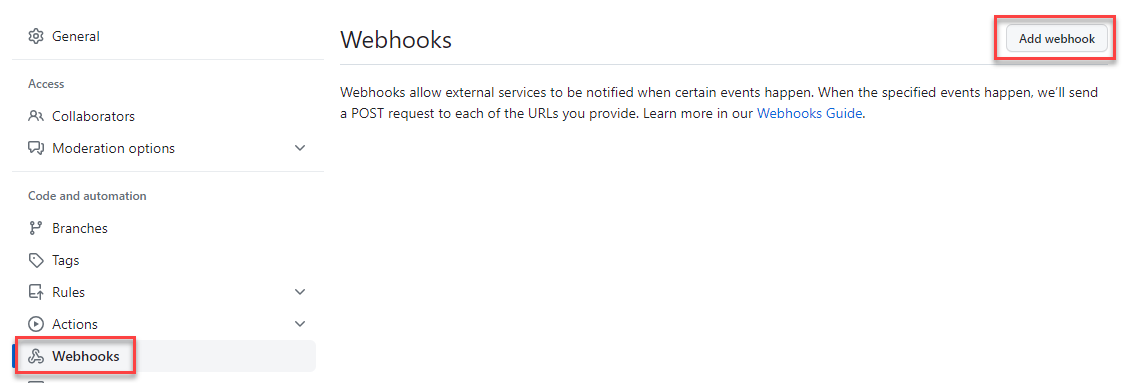 General
Access
Collaborators
Moderation options
Code and automation
Branches
Tags
Rules
Actions
Webhooks
Webhooks
Add webhook
Webhooks allow external services to be notified when certain events happen. When the specified events happen, we’ll send
a POST request to each of the URLs you provide. Learn more in our Webhooks Guide.